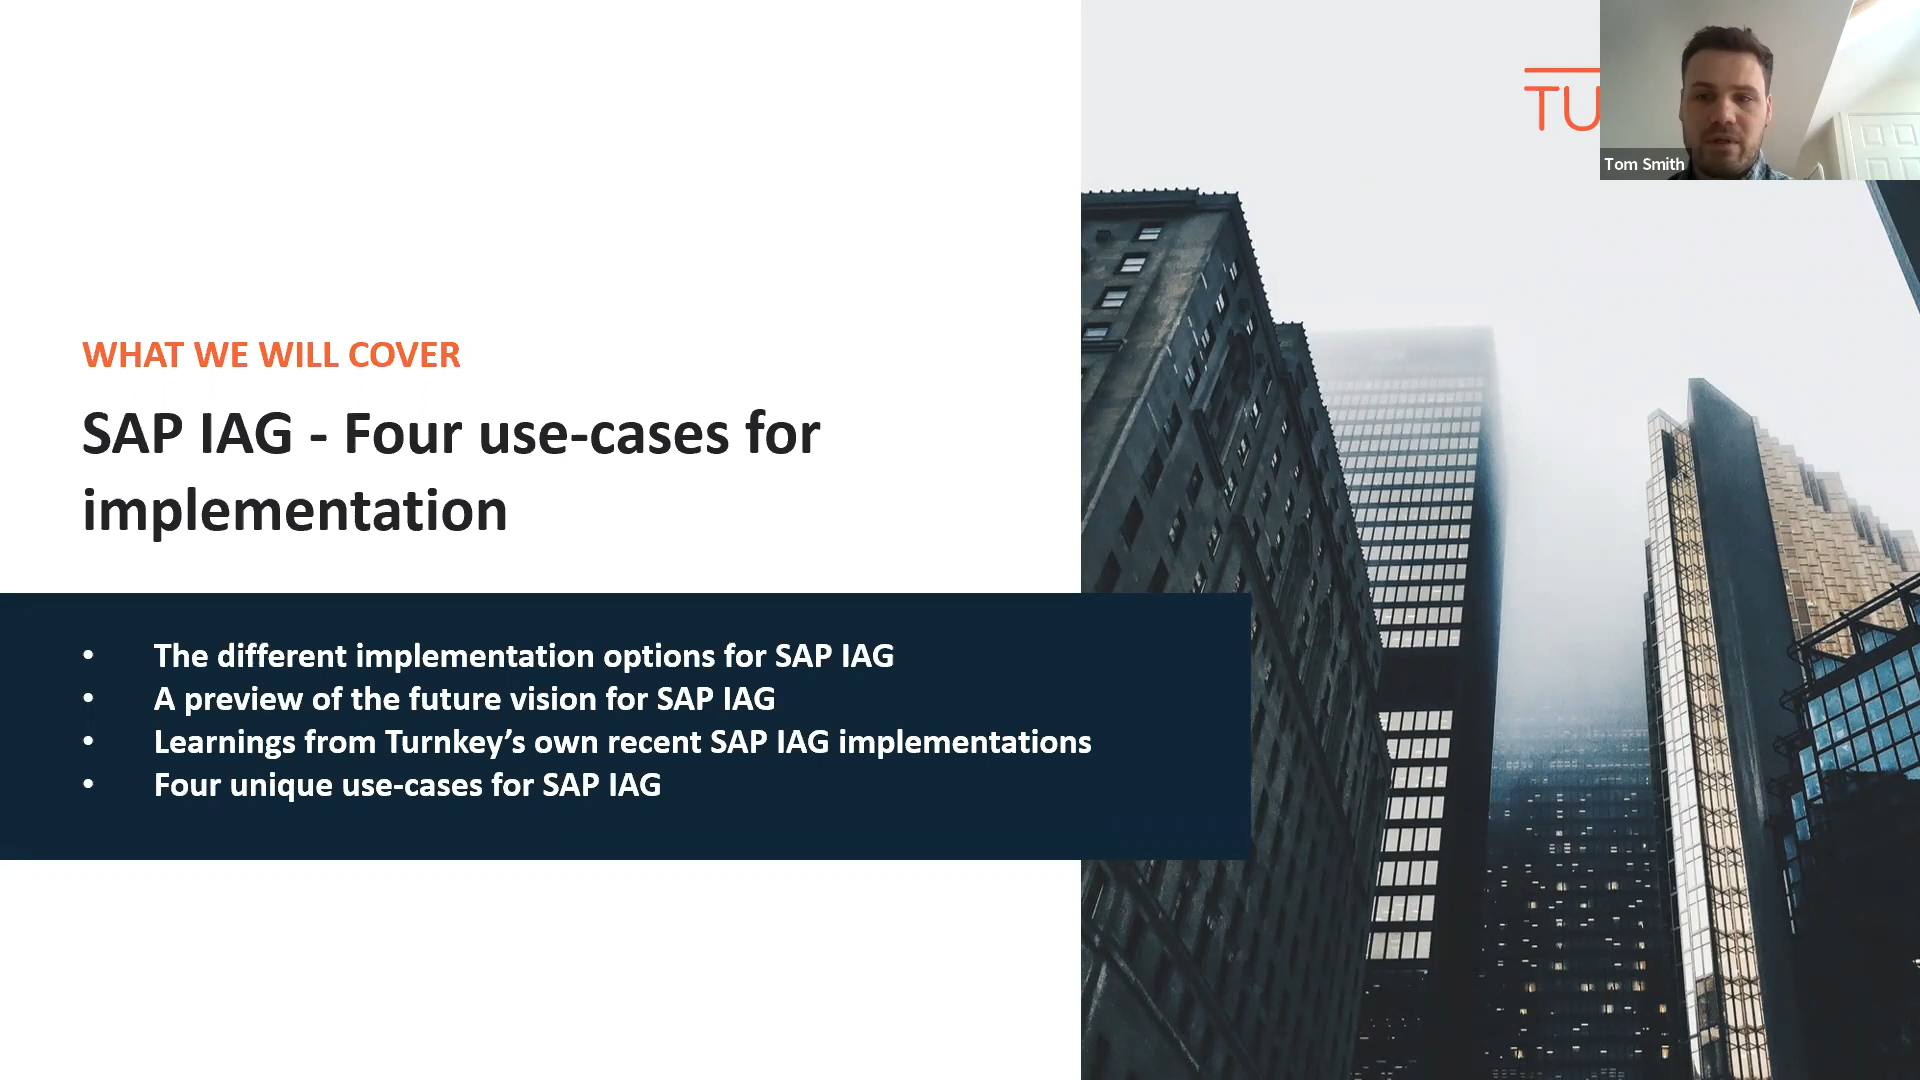 TU
Tom Smith
WHAT WE WILL COVER
SAP IAG - Four use-cases for
implementation
• The different implementation options for SAP IAG
• A preview of the future vision for SAP IAG
• Learnings from Turnkey’s own recent SAP IAG implementations
• Four unique use-cases for SAP IAG